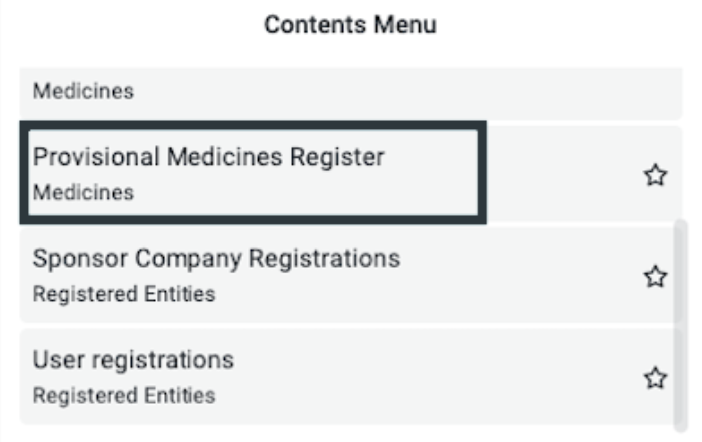 Contents Menu
Medicines
Provisional Medicines Register
Medicines
Sponsor Company Registrations
Registered Entities
User registrations
Registered Entities